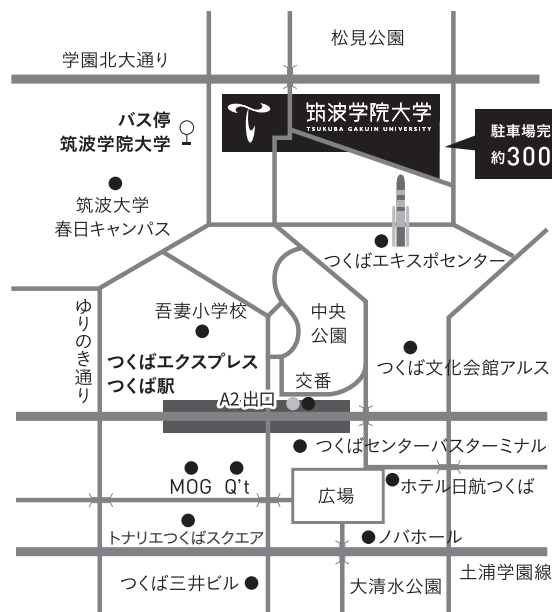 松見公園
学園北大通り
筑波学院大学
TSUKUBA GAKUIN UNIVERSITY
バス停
筑波学院大学
駐車場完
約300
筑波大学
春日キャンパス
つくばエキスポセンター
ゆりのき通り
吾妻小学校
中央
公園
つくばエクスプレス
つくば駅
つくば文化会館アルス
交番
A2・出口
つくばセンターバスターミナル
MOG
Q't
広場
ホテル日航つくば
トナリエつくばスクエア
ノバホール
土浦学園線
つくば三井ビル
大清水公園